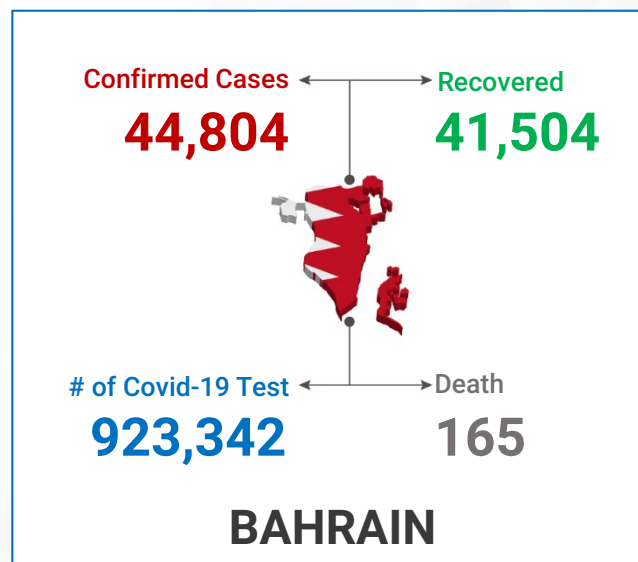 Confirmed Cases
44,804
Recovered
41,504
# of Covid-19 Test
923,342
Death
165
BAHRAIN